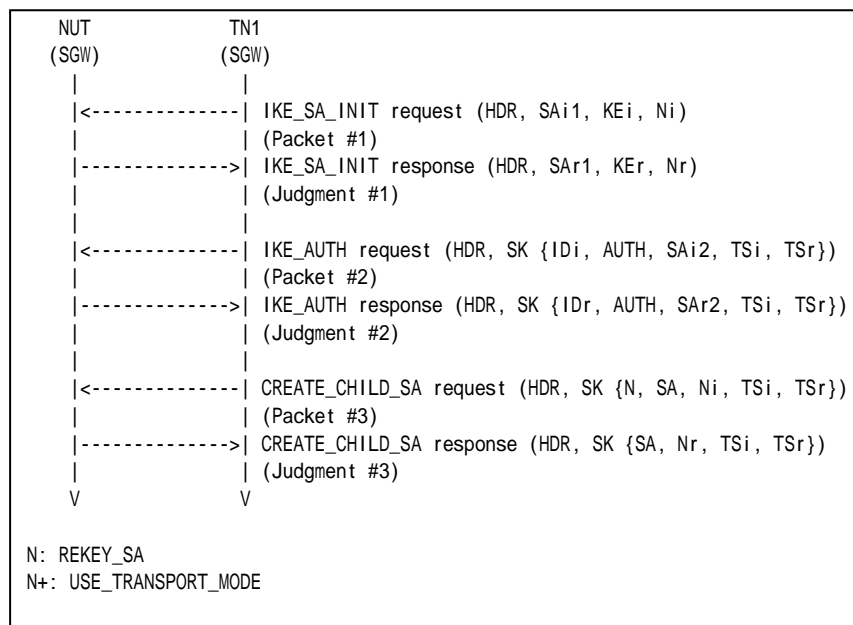 NUT TN1
(SGW) (SGW)
| |
|<--------------| IKE_SA_INIT request (HDR, SAi1, KEi, Ni)
| | (Packet #1)
|-------------->| IKE_SA_INIT response (HDR, SAr1, KEr, Nr)
| | (Judgment #1)
| |
|<--------------| IKE_AUTH request (HDR, SK {IDi, AUTH, SAi2, TSi, TSr})
| | (Packet #2)
|-------------->| IKE_AUTH response (HDR, SK {IDr, AUTH, SAr2, TSi, TSr})
| | (Judgment #2)
| |
|<--------------| CREATE_CHILD_SA request (HDR, SK {N, SA, Ni, TSi, TSr})
| | (Packet #3)
|-------------->| CREATE_CHILD_SA response (HDR, SK {SA, Nr, TSi, TSr})
| | (Judgment #3)
V V
N: REKEY_SA
N+: USE_TRANSPORT_MODE